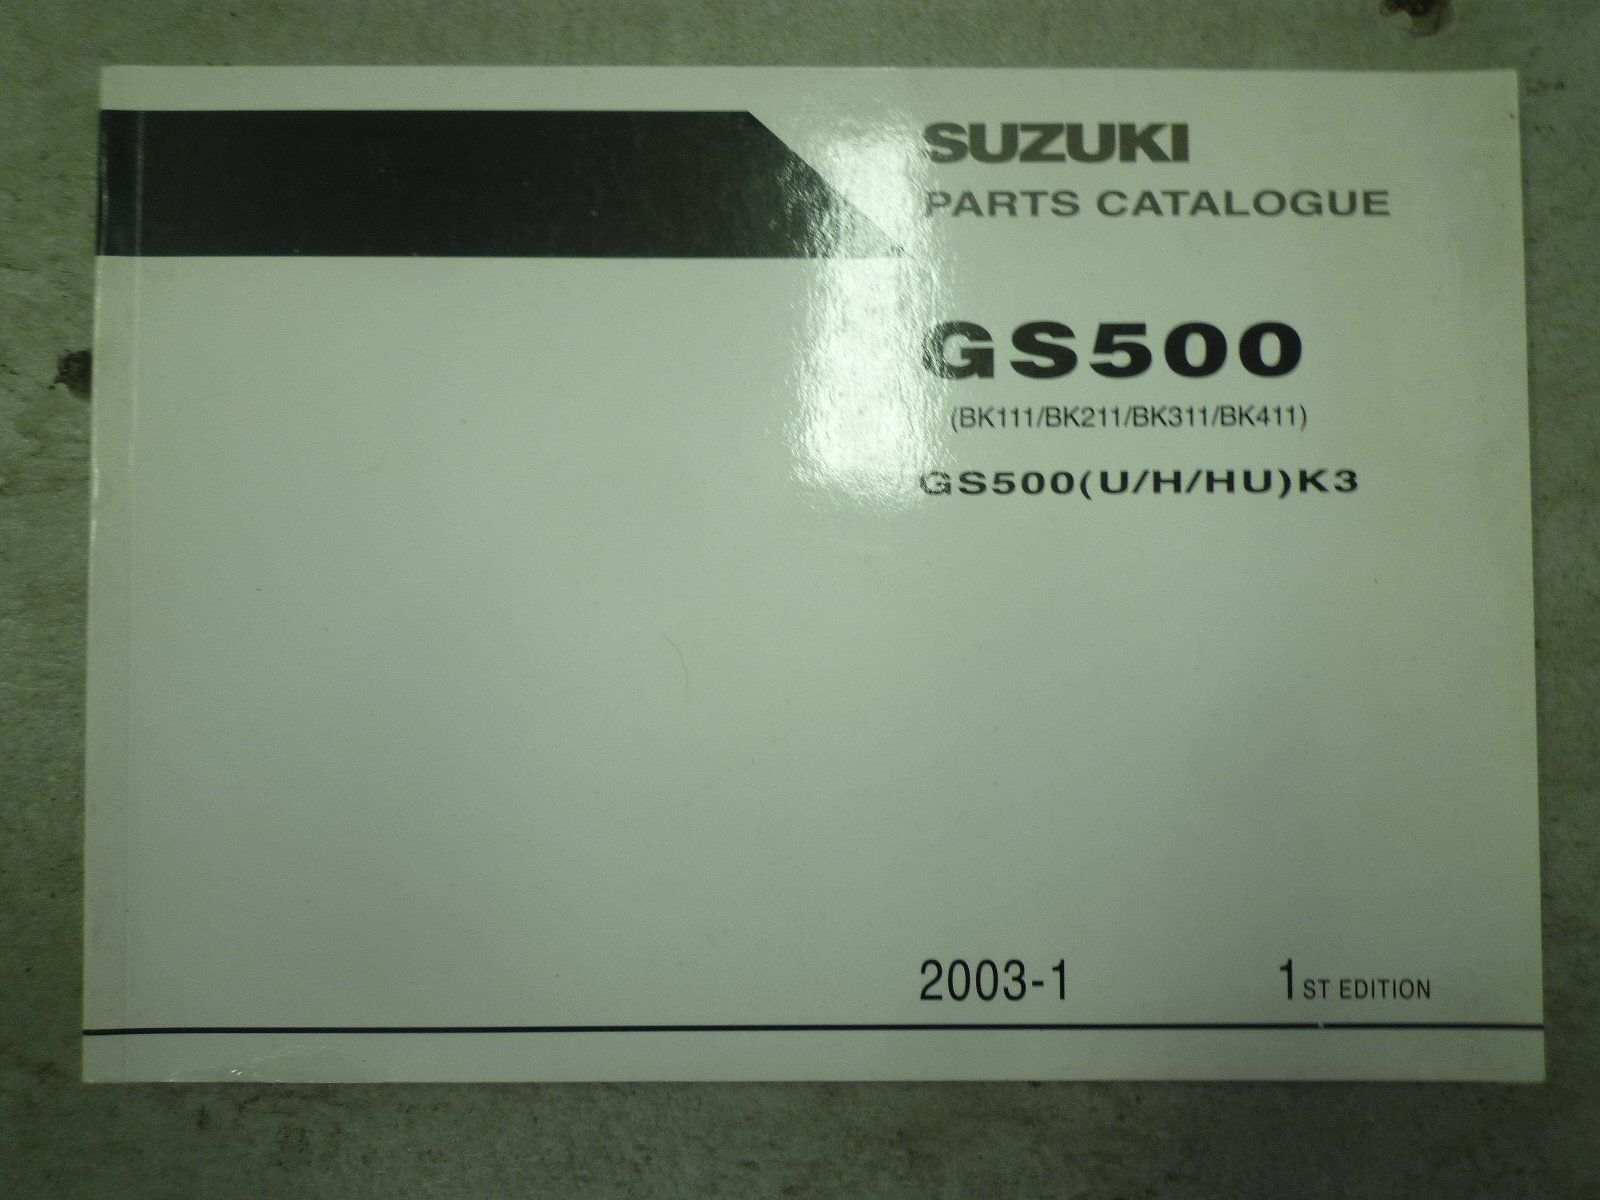 SUZUKI
PARTS CATALOGUE
GS500
(BK111/BK211/BK311/BK411)
GS500(U/H/HU)K3
2003-1 1ST EDITION